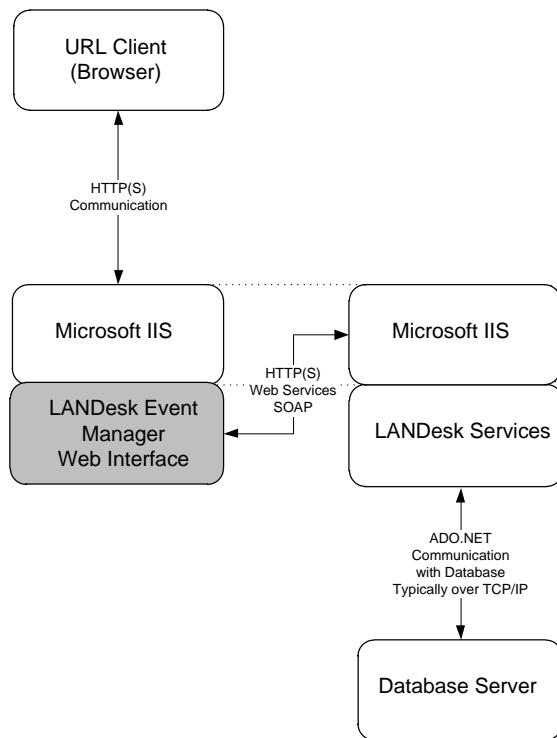 URL Client
(Browser)
HTTP(S)
Communication
Microsoft IIS
Microsoft IIS
HTTP(S)
Web Services
SOAP
LANDesk Event
Manager
Web Interface
LANDesk Services
ADO.NET
Communication
with Database
Typically over TCP/IP
Database Server